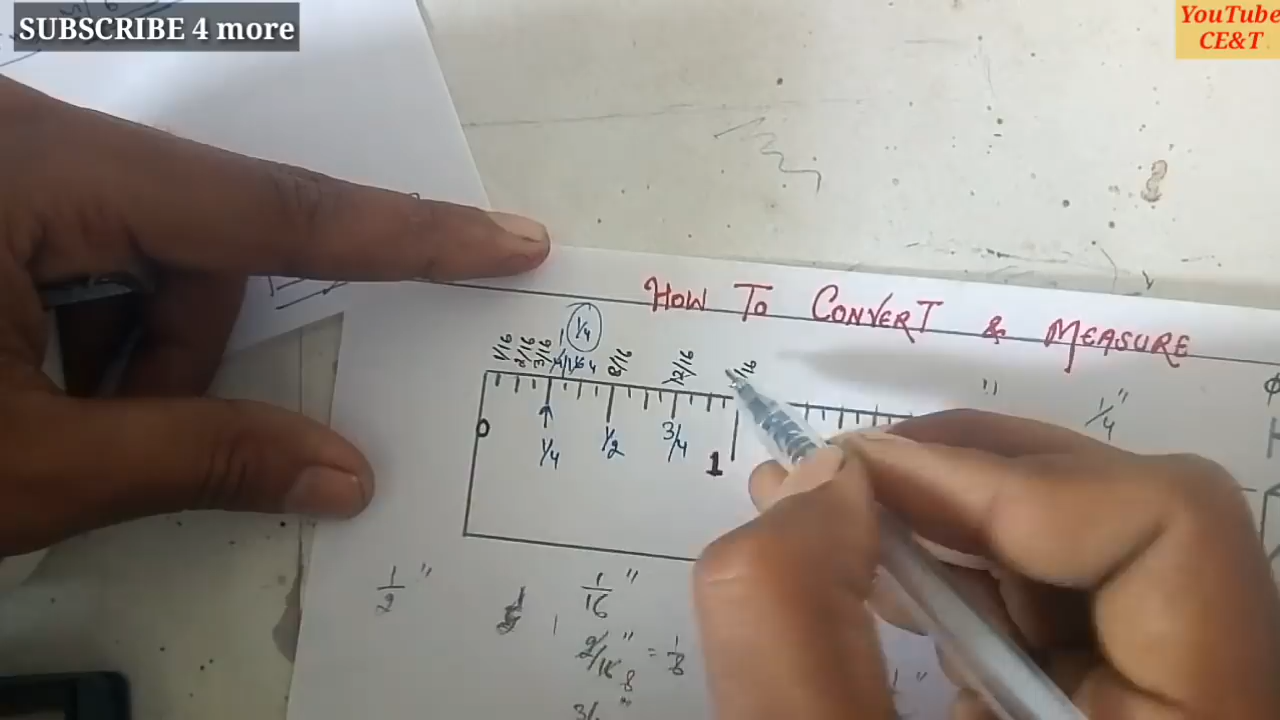 SUBSCRIBE 4 more
YouTube
CE&T
HOW TO CONVERT & MEASURE
1/4
1/16 2/16 3/16 8/16 12/16
0 1/4 1/2 3/4 1
" 1/4"
1/2" 1/16"
2/16" = 1/8
8